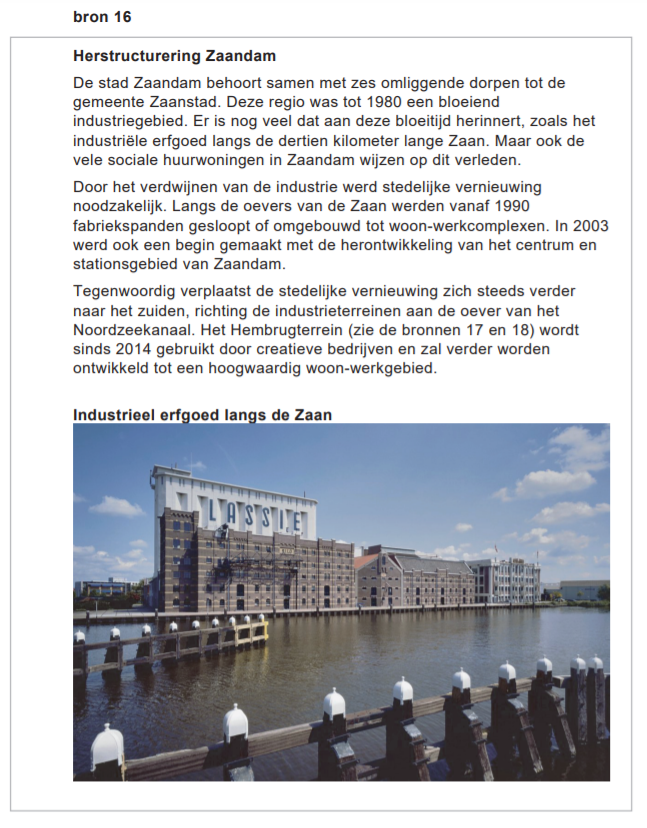 bron 16
Herstructurering Zaandam
De stad Zaandam behoort samen met zes omliggende dorpen tot de
gemeente Zaanstad. Deze regio was tot 1980 een bloeiend
industriegebied. Er is nog veel dat aan deze bloeitijd herinnert, zoals het
industriële erfgoed langs de dertien kilometer lange Zaan. Maar ook de
vele sociale huurwoningen in Zaandam wijzen op dit verleden.
Door het verdwijnen van de industrie werd stedelijke vernieuwing
noodzakelijk. Langs de oevers van de Zaan werden vanaf 1990
fabriekspanden gesloopt of omgebouwd tot woon-werkcomplexen. In 2003
werd ook een begin gemaakt met de herontwikkeling van het centrum en
stationsgebied van Zaandam.
Tegenwoordig verplaatst de stedelijke vernieuwing zich steeds verder
naar het zuiden, richting de industrieterreinen aan de oever van het
Noordzeekanaal. Het Hembrugterrein (zie de bronnen 17 en 18) wordt
sinds 2014 gebruikt door creatieve bedrijven en zal verder worden
ontwikkeld tot een hoogwaardig woon-werkgebied.
Industrieel erfgoed langs de Zaan
LASSIE